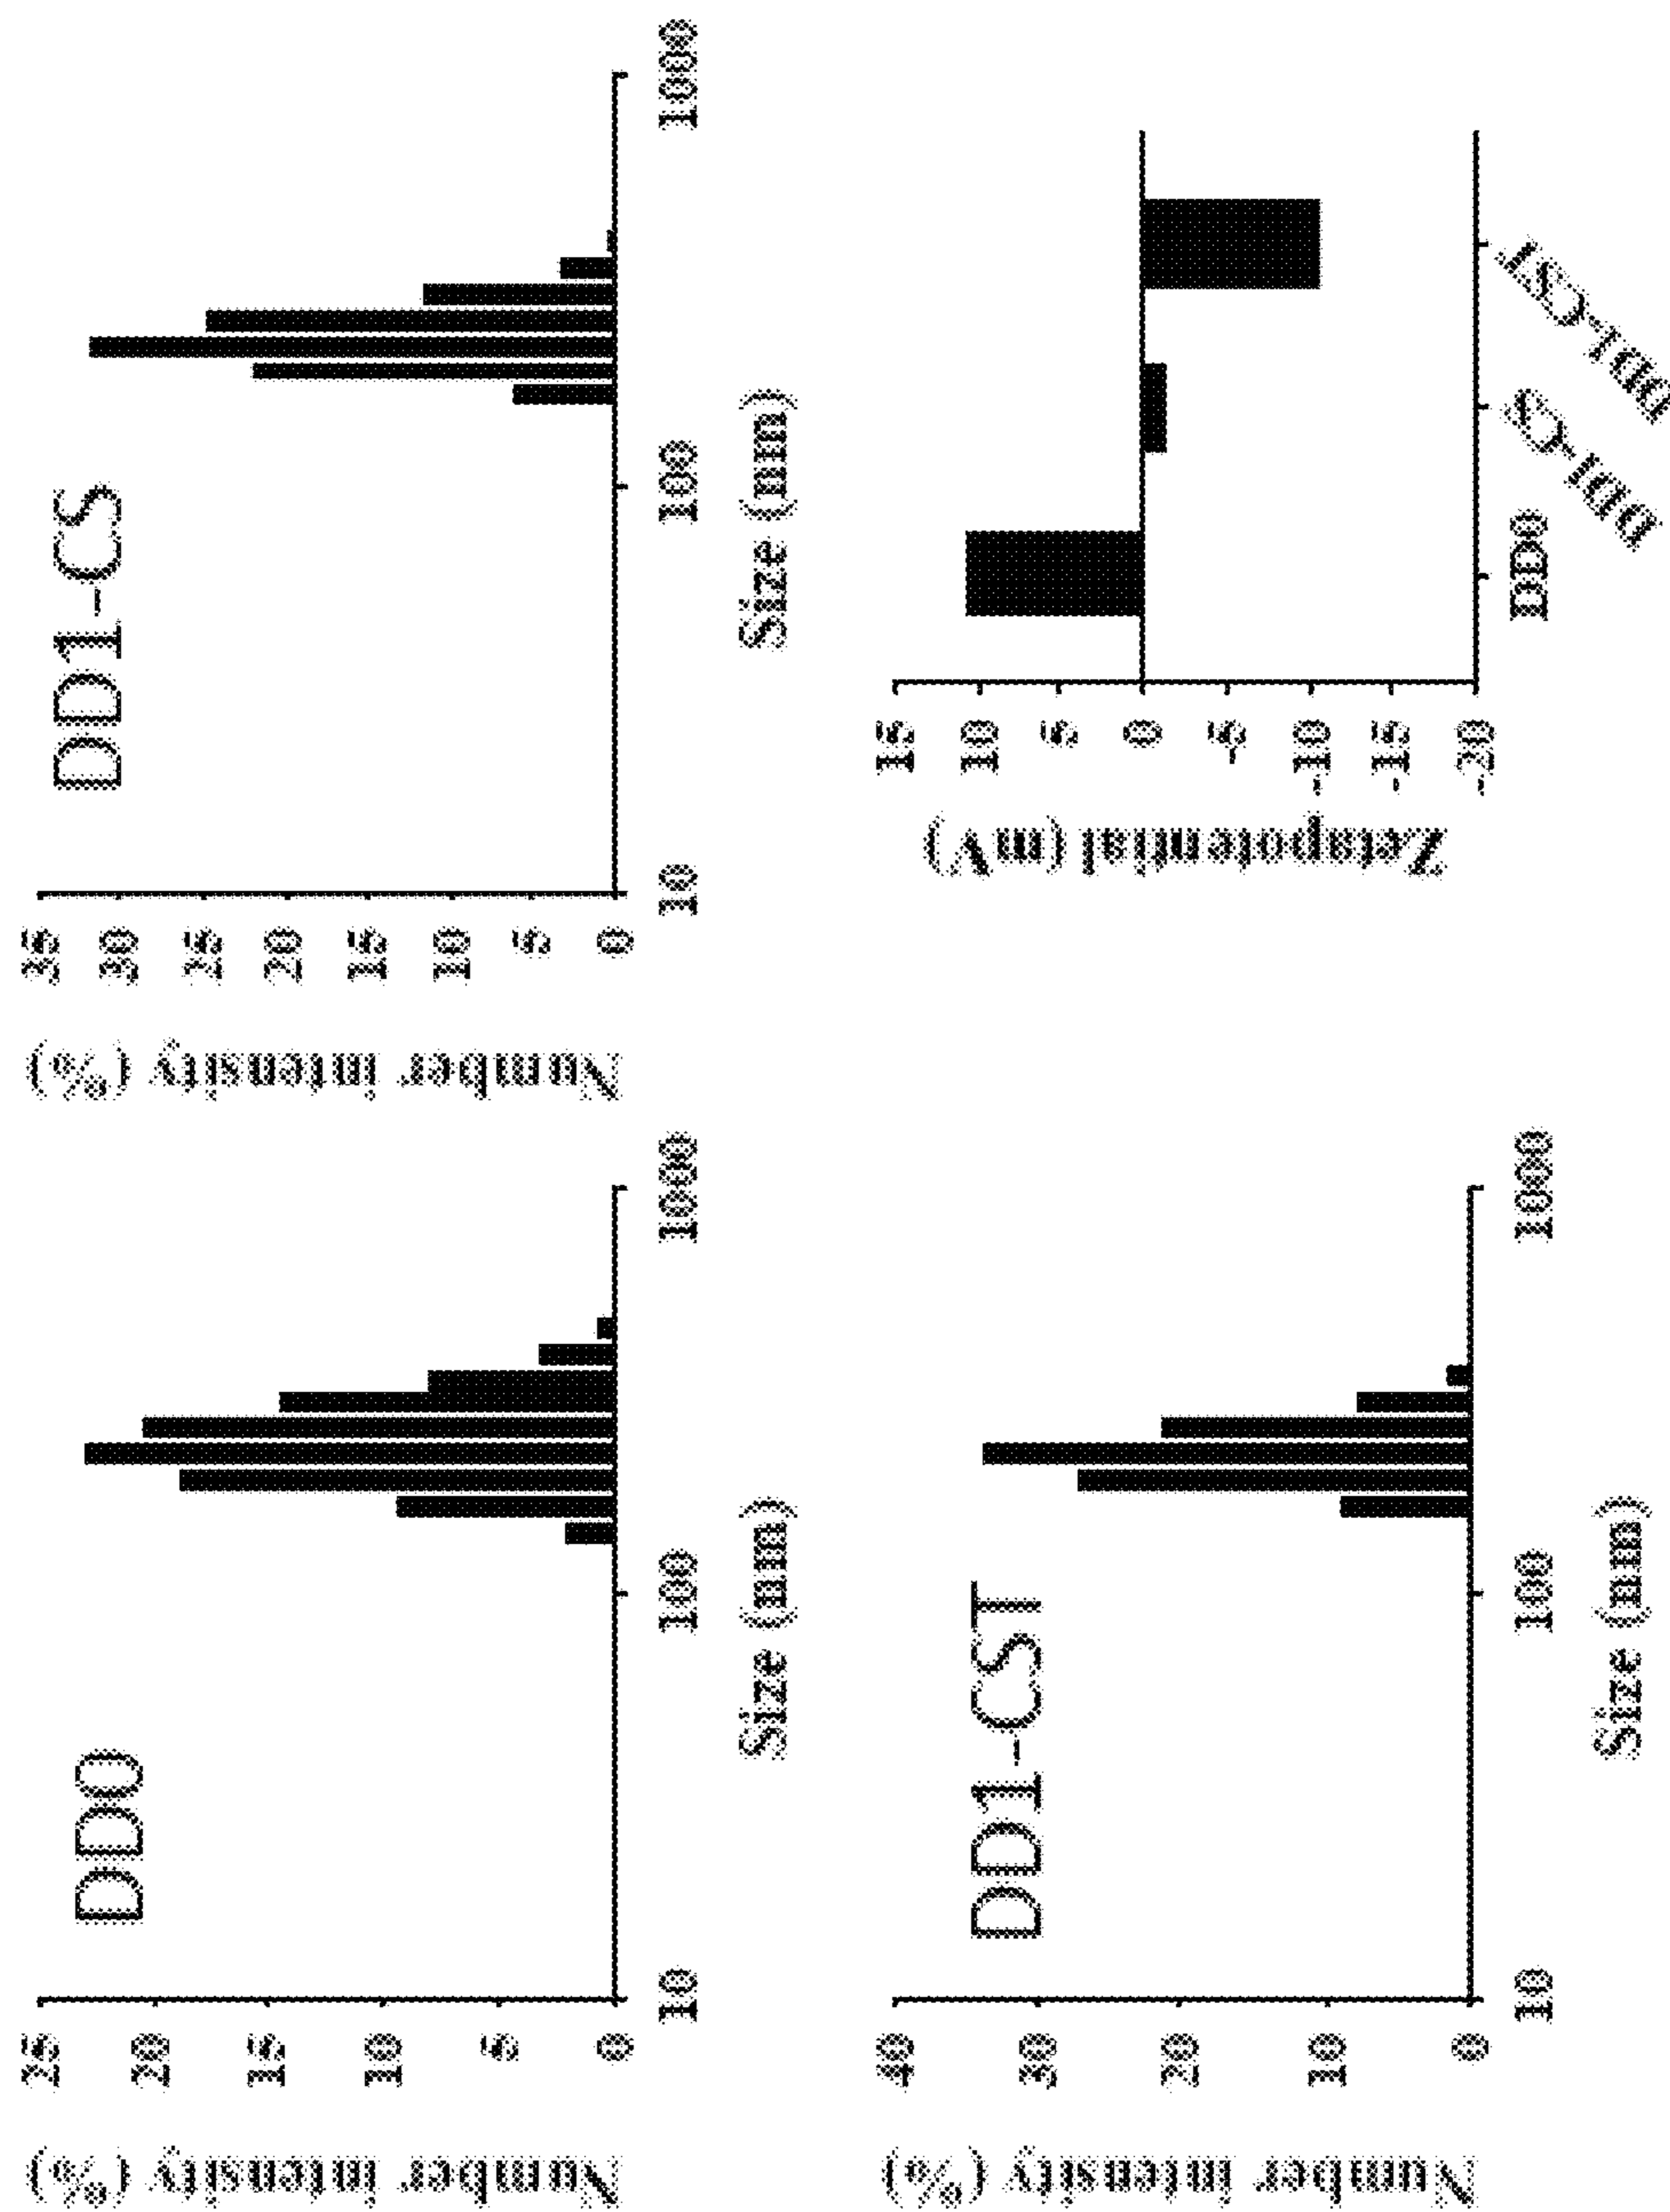 DD0
Number intensity (%)
25
20
15
10
5
0
10
100
1000
Size (nm)
DD1-CS
Number intensity (%)
35
30
25
20
15
10
5
0
10
100
1000
Size (nm)
DD1-CST
Number intensity (%)
40
30
20
10
0
10
100
1000
Size (nm)
Zetapotential (mV)
15
10
5
0
-5
-10
-15
-20
DD0
DD1-CS
DD1-CST